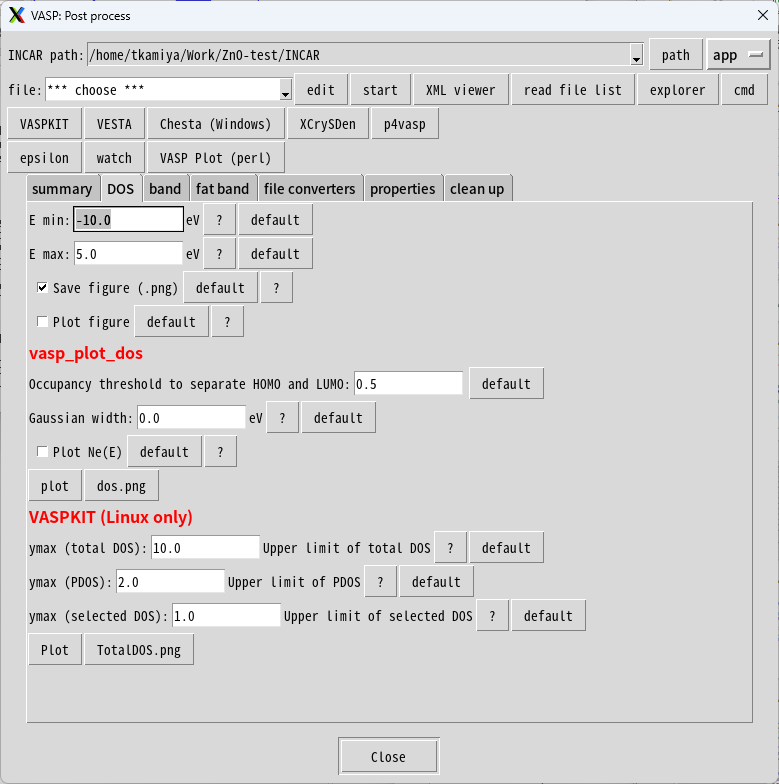 VASP: Post process
INCAR path: /home/tkamiya/Work/ZnO-test/INCAR path app
file: *** choose *** edit start XML viewer read file list explorer cmd
VASPKIT VESTA Chesta (Windows) XCrySDen p4vasp
epsilon watch VASP Plot (perl)
summary DOS band fat band file converters properties clean up
E min: -10.0 eV ? default
E max: 5.0 eV ? default
Save figure (.png) default ?
Plot figure default ?
vasp_plot_dos
Occupancy threshold to separate HOMO and LUMO: 0.5 default
Gaussian width: 0.0 eV ? default
Plot Ne(E) default ?
plot dos.png
VASPKIT (Linux only)
ymax (total DOS): 10.0 Upper limit of total DOS ? default
ymax (PDOS): 2.0 Upper limit of PDOS ? default
ymax (selected DOS): 1.0 Upper limit of selected DOS ? default
Plot TotalDOS.png
Close